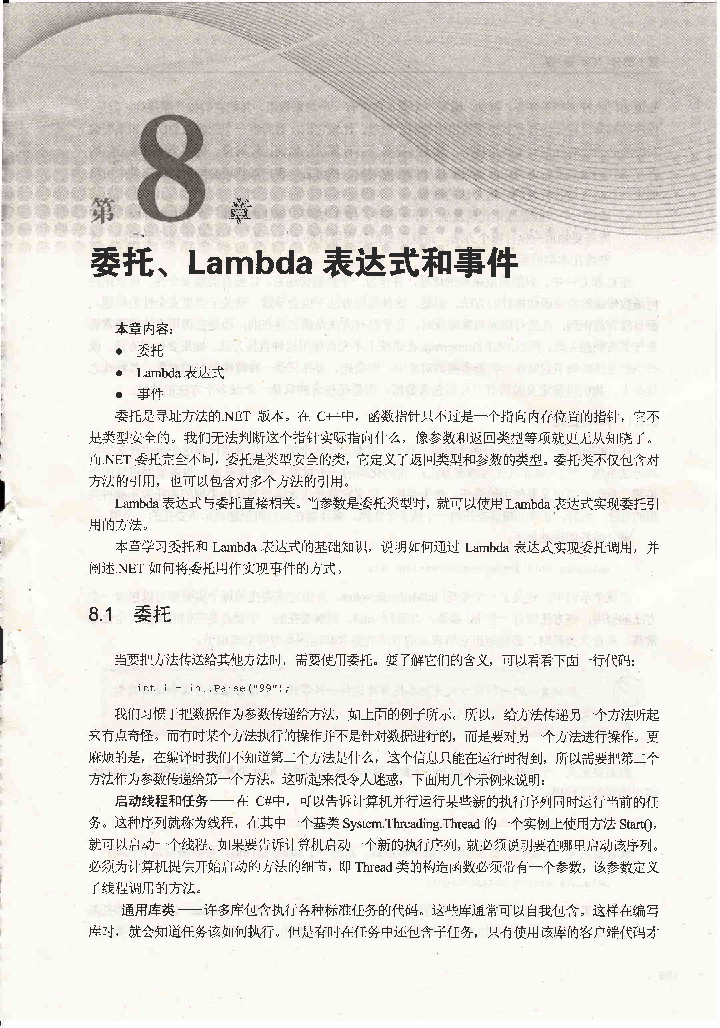 第8章
委托、Lambda 表达式和事件
本章内容：
● 委托
● Lambda 表达式
● 事件
委托是寻址方法的.NET 版本。在 C++中，函数指针只不过是一个指向内存位置的指针，它不
是类型安全的。我们无法判断这个指针实际指向什么，像参数和返回类型等项就更无从知晓了。
而.NET 委托完全不同，委托是类型安全的类，它定义了返回类型和参数的类型。委托类不仅包含对
方法的引用，也可以包含对多个方法的引用。
Lambda 表达式与委托直接相关。当参数是委托类型时，就可以使用 Lambda 表达式实现委托引
用的方法。
本章学习委托和 Lambda 表达式的基础知识，说明如何通过 Lambda 表达式实现委托调用，并
阐述.NET 如何将委托用作实现事件的方式。
8.1 委托
当要把方法传送给其他方法时，需要使用委托。要了解它们的含义，可以看看下面一行代码：
int i = int.Parse("99");
我们习惯于把数据作为参数传递给方法，如上面的例子所示。所以，给方法传递另一个方法听起
来有点奇怪。而有时某个方法执行的操作并不是针对数据进行的，而是要对另一个方法进行操作。更
麻烦的是，在编译时我们不知道第二个方法是什么，这个信息只能在运行时得到，所以需要把第二个
方法作为参数传递给第一个方法。这听起来很令人迷惑，下面用几个示例来说明：
启动线程和任务——在 C#中，可以告诉计算机并行运行某些新的执行序列同时运行当前的任
务。这种序列就称为线程，在其中一个基类 System.Threading.Thread 的一个实例上使用方法 Start()，
就可以启动一个线程。如果要告诉计算机启动一个新的执行序列，就必须说明要在哪里启动该序列。
必须为计算机提供开始启动的方法的细节，即 Thread 类的构造函数必须带有一个参数，该参数定义
了线程调用的方法。
通用库类——许多库包含执行各种标准任务的代码。这些库通常可以自我包含。这样在编写
库时，就会知道任务该如何执行。但是有时在任务中还包含子任务，只有使用该库的客户端代码才